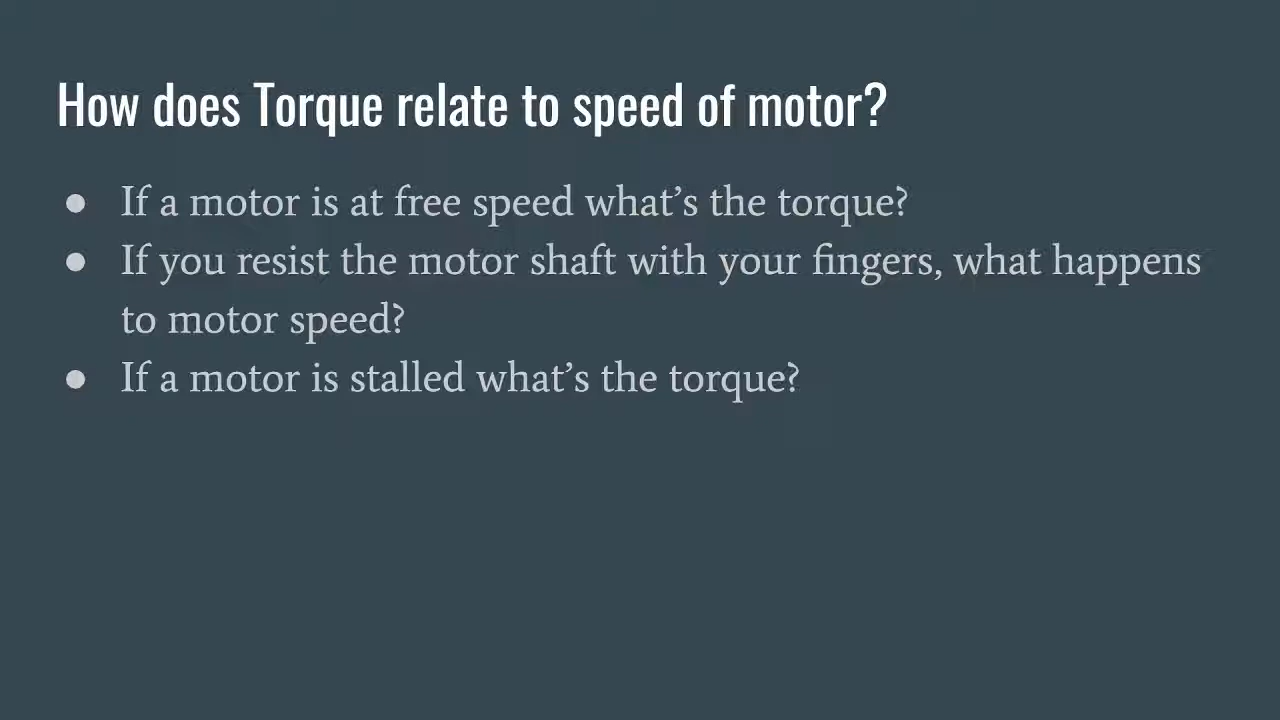 How does Torque relate to speed of motor?
● If a motor is at free speed what’s the torque?
● If you resist the motor shaft with your fingers, what happens
to motor speed?
● If a motor is stalled what’s the torque?